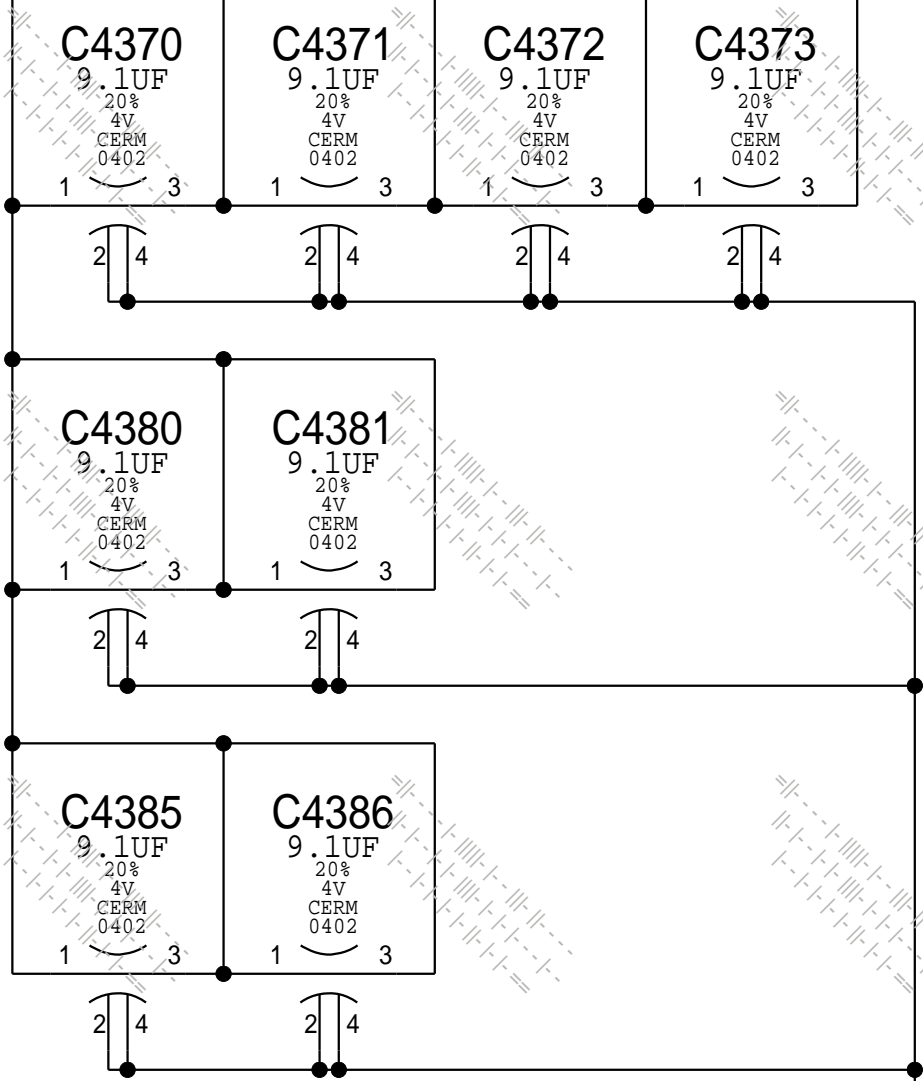 C4370 C4371 C4372 C4373
9.1UF 9.1UF 9.1UF 9.1UF
20% 20% 20% 20%
4V 4V 4V 4V
CERM CERM CERM CERM
0402 0402 0402 0402
1 3 1 3 1 3 1 3
2 4 2 4 2 4 2 4
C4380 C4381
9.1UF 9.1UF
20% 20%
4V 4V
CERM CERM
0402 0402
1 3 1 3
2 4 2 4
C4385 C4386
9.1UF 9.1UF
20% 20%
4V 4V
CERM CERM
0402 0402
1 3 1 3
2 4 2 4